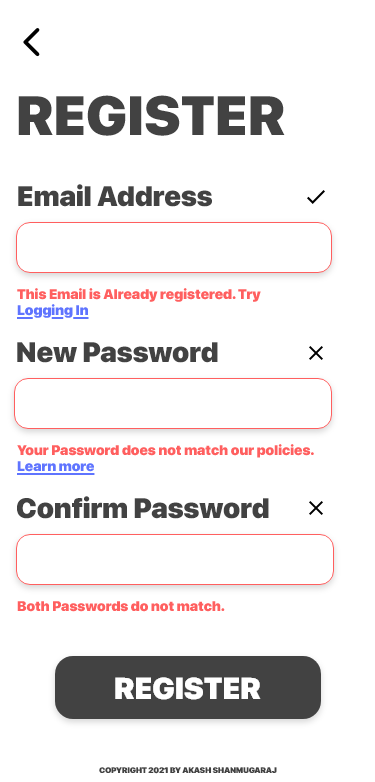 REGISTER
Email Address
This Email is Already registered. Try
Logging In
New Password
Your Password does not match our policies.
Learn more
Confirm Password
Both Passwords do not match.
REGISTER
COPYRIGHT 2021 BY AKASH SHANMUGARAJ